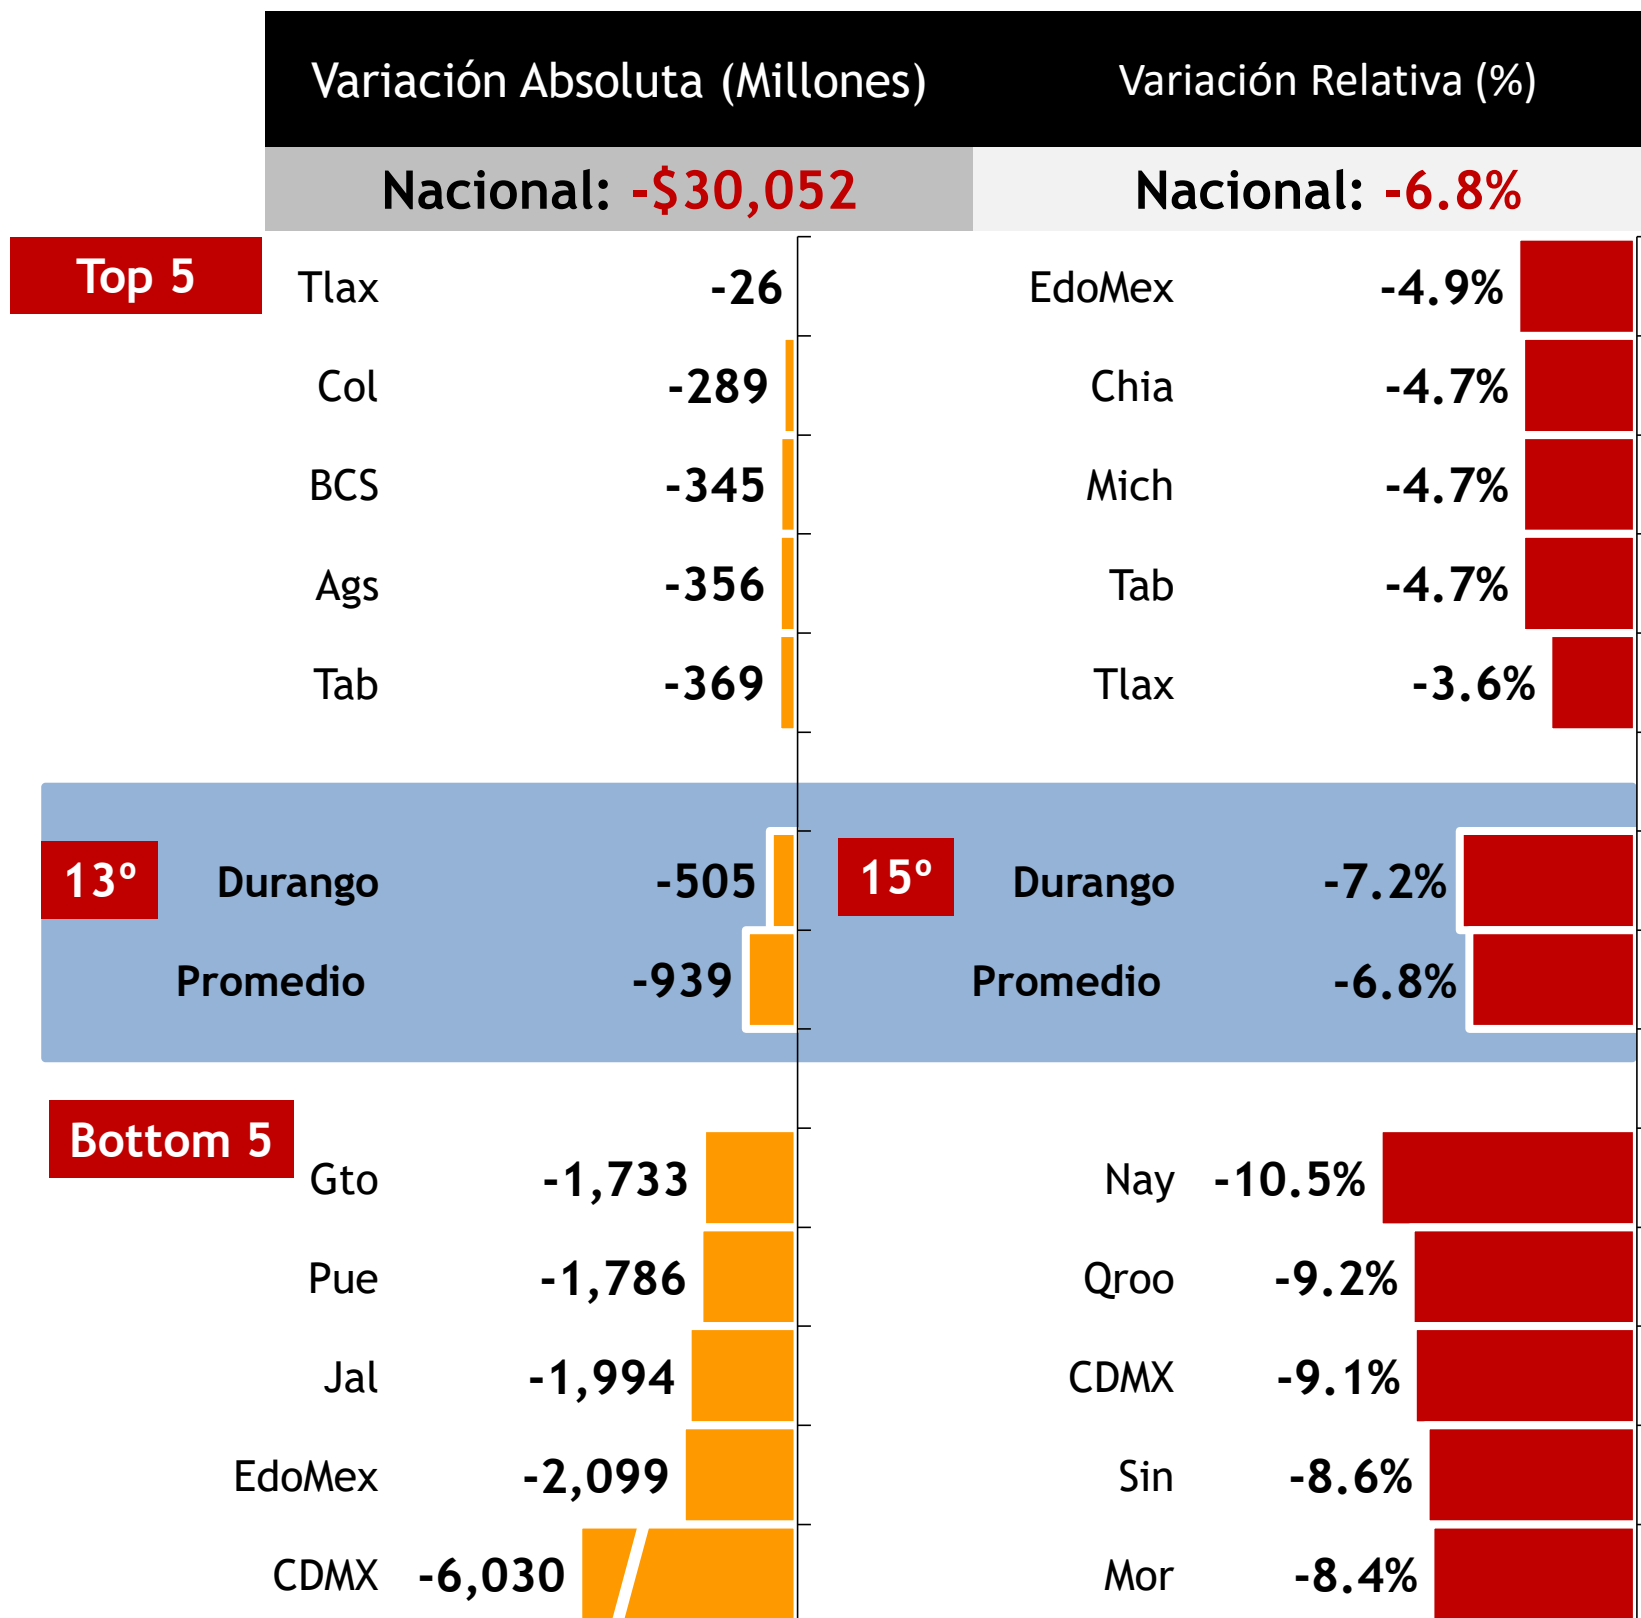 Variación Absoluta (Millones) Variación Relativa (%)
Nacional: -$30,052 Nacional: -6.8%
Top 5
Tlax -26 EdoMex -4.9%
Col -289 Chia -4.7%
BCS -345 Mich -4.7%
Ags -356 Tab -4.7%
Tab -369 Tlax -3.6%
13º Durango -505 15º Durango -7.2%
Promedio -939 Promedio -6.8%
Bottom 5
Gto -1,733 Nay -10.5%
Pue -1,786 Qroo -9.2%
Jal -1,994 CDMX -9.1%
EdoMex -2,099 Sin -8.6%
CDMX -6,030 Mor -8.4%